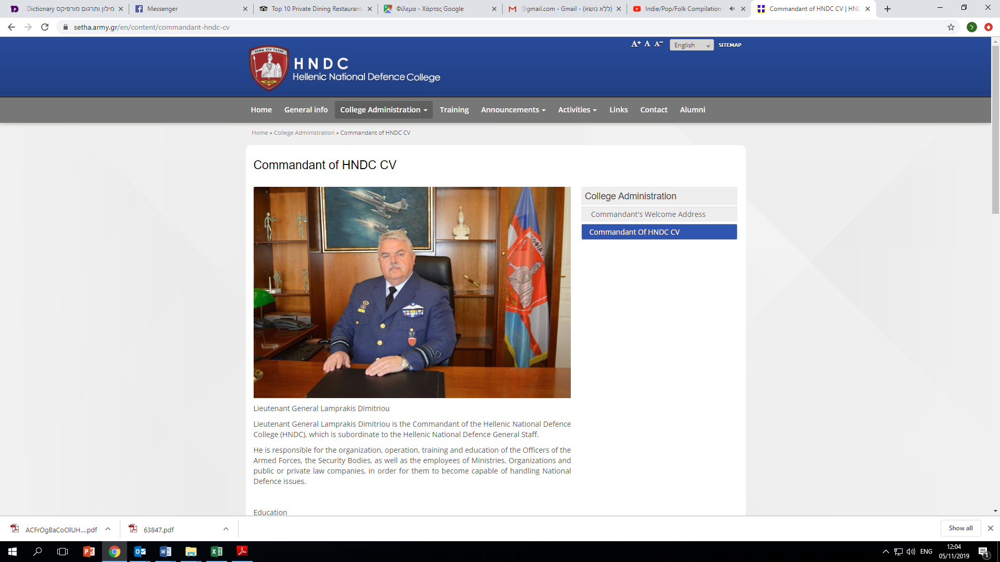 Dictionary מילון ותרגום מורפיקס
Messenger
Top 10 Private Dining Restaurant
Φίλεμα - Χάρτες Google
@gmail.com - Gmail - (ללא נושא)
Indie/Pop/Folk Compilation -
Commandant of HNDC CV | HND
setha.army.gr/en/content/commandant-hndc-cv
A+ A A− English SITEMAP
ΣΟΦΙΑ ΣΥΝ ΤΕΧΝΗ
HNDC
Hellenic National Defence College
Home General info College Administration Training Announcements Activities Links Contact Alumni
Home » College Administration » Commandant of HNDC CV
Commandant of HNDC CV
College Administration
Commandant's Welcome Address
Commandant Of HNDC CV
ΣΟΦΙΑ
Lieutenant General Lamprakis Dimitriou
Lieutenant General Lamprakis Dimitriou is the Commandant of the Hellenic National Defence
College (HNDC), which is subordinate to the Hellenic National Defence General Staff.
He is responsible for the organization, operation, training and education of the Officers of the
Armed Forces, the Security Bodies, as well as the employees of Ministries, Organizations and
public or private law companies, in order for them to become capable of handling National
Defence issues.
Education
ACFrOgBaCoOlUH....pdf
63847.pdf
Show all
ENG
12:04
05/11/2019
1